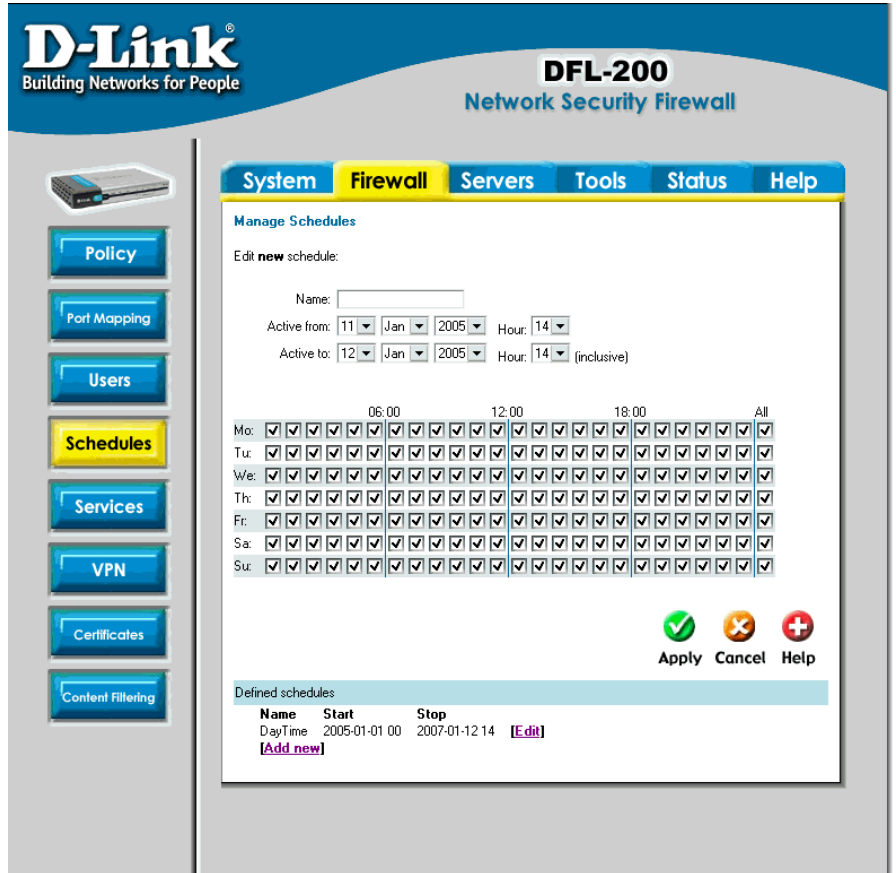 D-Link
Building Networks for People
DFL-200
Network Security Firewall
System Firewall Servers Tools Status Help
Policy
Port Mapping
Users
Schedules
Services
VPN
Certificates
Content Filtering
Manage Schedules
Edit new schedule:
Name:
Active from: 11 Jan 2005 Hour: 14
Active to: 12 Jan 2005 Hour: 14 (inclusive)
06:00 12:00 18:00 All
Mo:
Tu:
We:
Th:
Fr:
Sa:
Su:
Apply Cancel Help
Defined schedules
Name Start Stop
DayTime 2005-01-01 00 2007-01-12 14 [Edit]
[Add new]